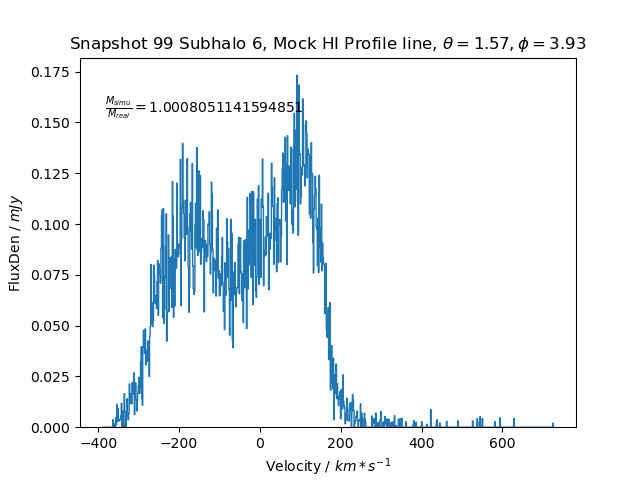 Snapshot 99 Subhalo 6, Mock HI Profile line, θ = 1.57, ϕ = 3.93
M_simu/M_real = 1.0008051141594851
FluxDen / mJy
0.175
0.150
0.125
0.100
0.075
0.050
0.025
0.000
−400 −200 0 200 400 600
Velocity / km * s^−1